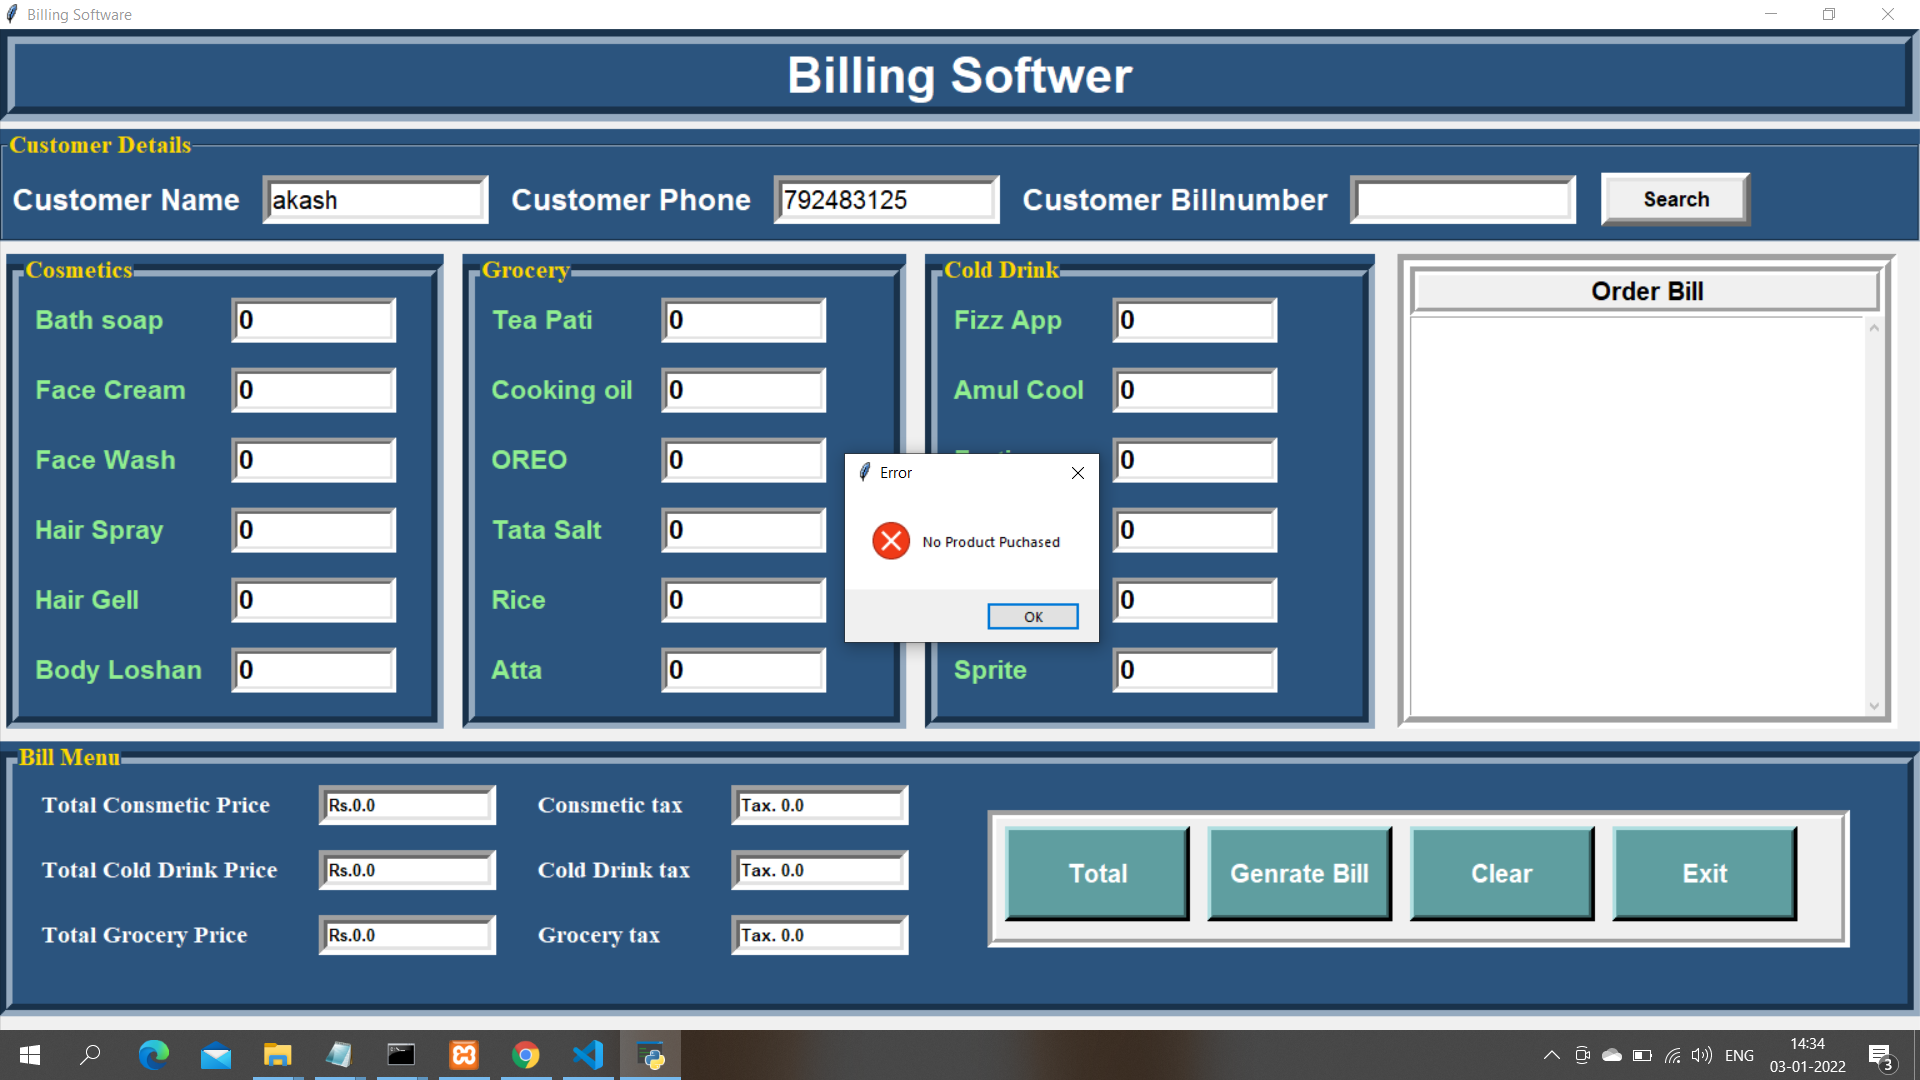 Billing Software
Billing Softwer
Customer Details
Customer Name akash Customer Phone 792483125 Customer Billnumber Search
Cosmetics
Bath soap 0
Face Cream 0
Face Wash 0
Hair Spray 0
Hair Gell 0
Body Loshan 0
Grocery
Tea Pati 0
Cooking oil 0
OREO 0
Tata Salt 0
Rice 0
Atta 0
Cold Drink
Fizz App 0
Amul Cool 0
0
0
0
Sprite 0
Order Bill
Error
No Product Puchased
OK
Bill Menu
Total Consmetic Price Rs.0.0 Consmetic tax Tax. 0.0
Total Cold Drink Price Rs.0.0 Cold Drink tax Tax. 0.0
Total Grocery Price Rs.0.0 Grocery tax Tax. 0.0
Total Genrate Bill Clear Exit
ENG
14:34
03-01-2022
3